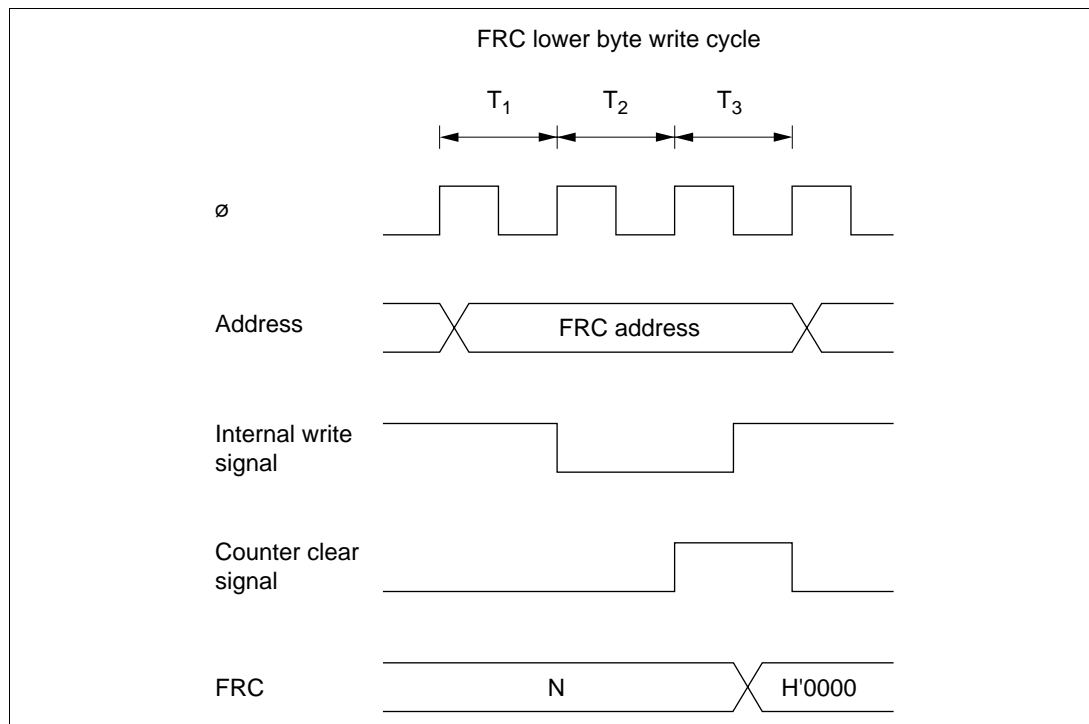 FRC lower byte write cycle
T1 T2 T3
ø
Address
FRC address
Internal write
signal
Counter clear
signal
FRC
N
H'0000